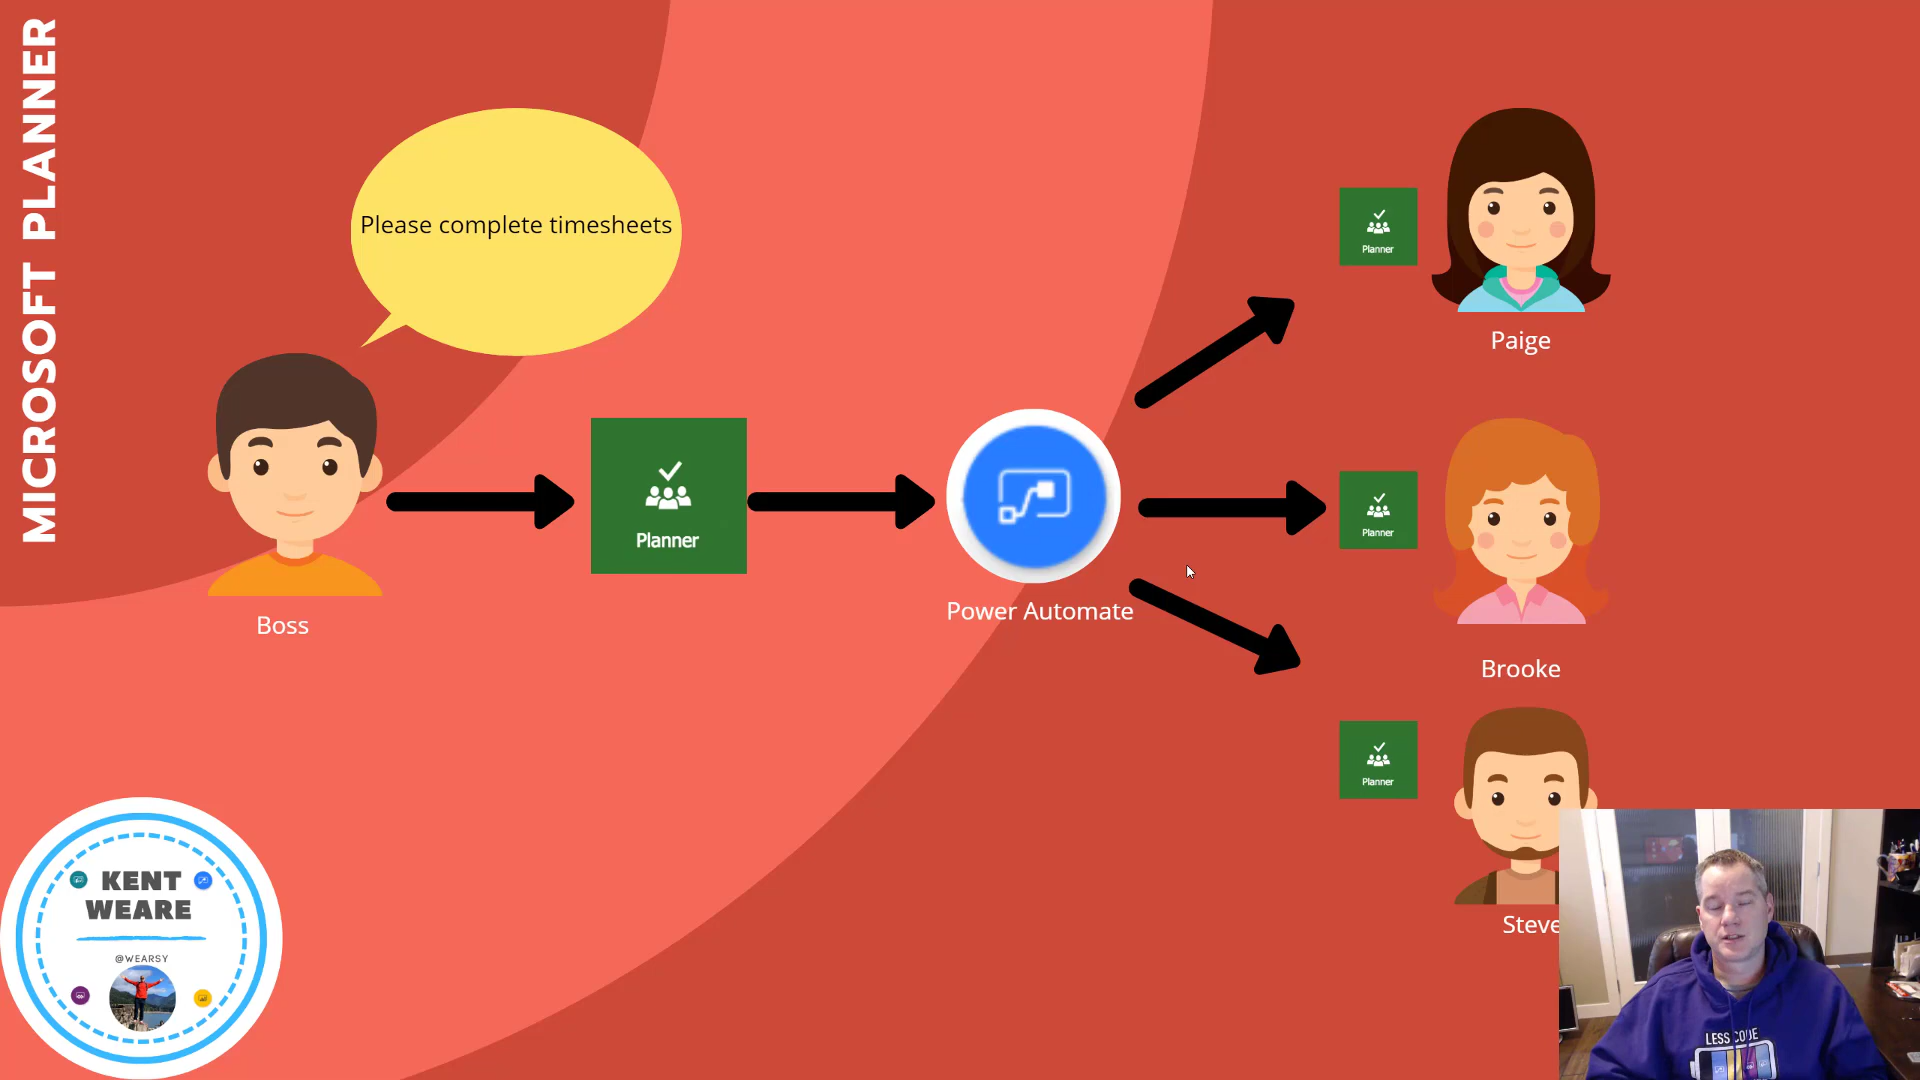 MICROSOFT PLANNER
Please complete timesheets
Boss
Planner
Power Automate
Planner
Paige
Planner
Brooke
Planner
Steve
KENT
WEARE
@WEARSY
LESS CODE